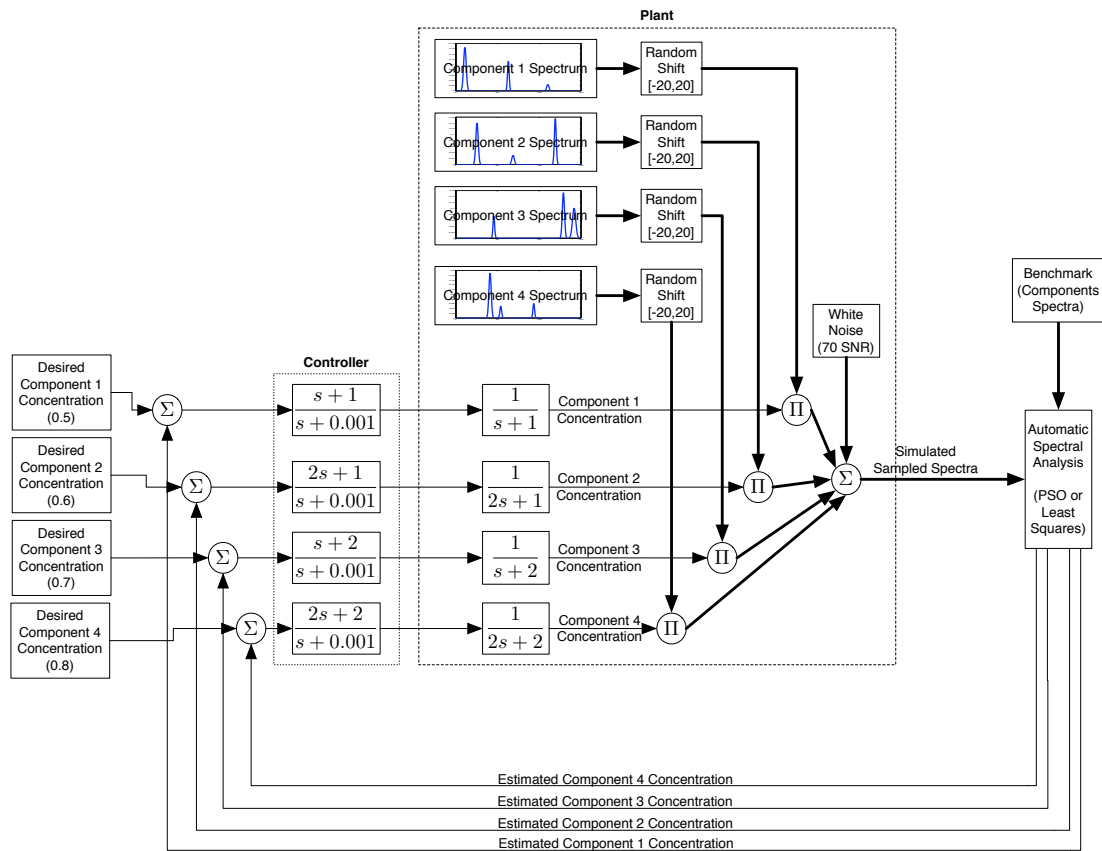 Plant
Component 1 Spectrum
Random
Shift
[-20,20]
Component 2 Spectrum
Random
Shift
[-20,20]
Component 3 Spectrum
Random
Shift
[-20,20]
Component 4 Spectrum
Random
Shift
[-20,20]
White
Noise
(70 SNR)
Benchmark
(Components
Spectra)
Controller
Desired
Component 1
Concentration
(0.5)
Σ
s + 1
s + 0.001
1
s + 1
Component 1
Concentration
Π
Desired
Component 2
Concentration
(0.6)
Σ
2s + 1
s + 0.001
1
2s + 1
Component 2
Concentration
Π
Σ
Simulated
Sampled Spectra
Automatic
Spectral
Analysis
(PSO or
Least
Squares)
Desired
Component 3
Concentration
(0.7)
Σ
s + 2
s + 0.001
1
s + 2
Component 3
Concentration
Π
Desired
Component 4
Concentration
(0.8)
Σ
2s + 2
s + 0.001
1
2s + 2
Component 4
Concentration
Π
Estimated Component 4 Concentration
Estimated Component 3 Concentration
Estimated Component 2 Concentration
Estimated Component 1 Concentration